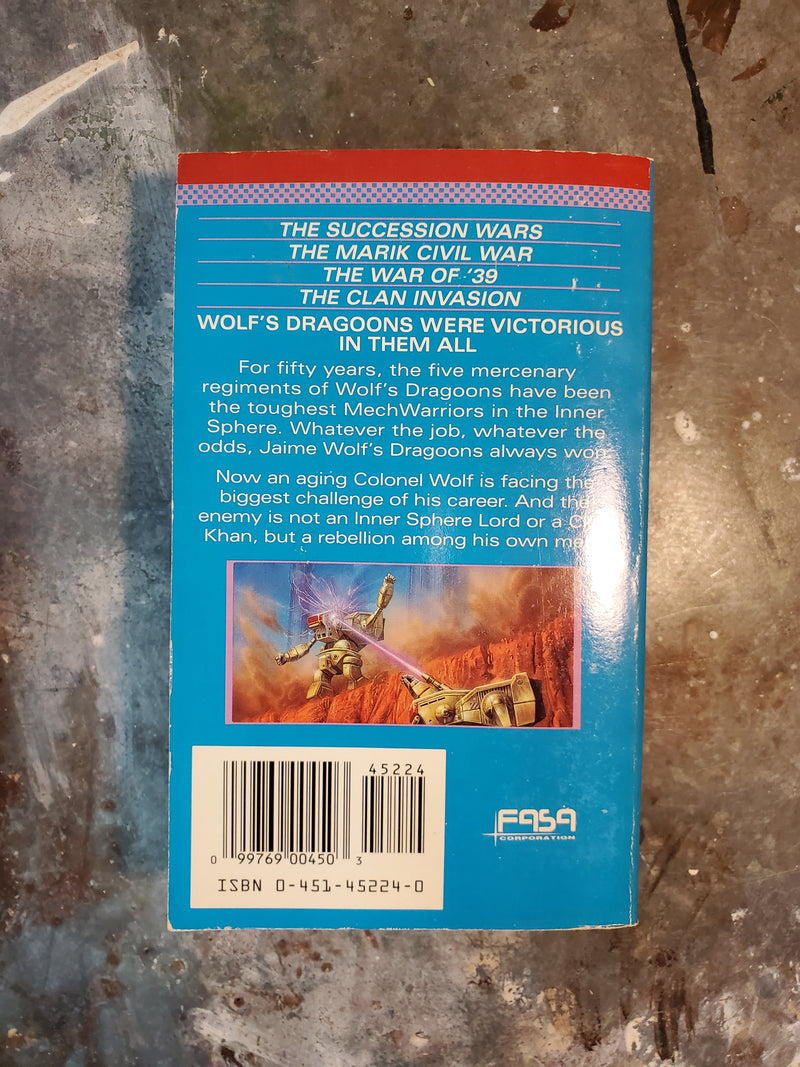 THE SUCCESSION WARS
THE MARIK CIVIL WAR
THE WAR OF '39
THE CLAN INVASION
WOLF'S DRAGOONS WERE VICTORIOUS
IN THEM ALL
For fifty years, the five mercenary
regiments of Wolf's Dragoons have been
the toughest MechWarriors in the Inner
Sphere. Whatever the job, whatever the
odds, Jaime Wolf's Dragoons always won.
Now an aging Colonel Wolf is facing the
biggest challenge of his career. And the
enemy is not an Inner Sphere Lord or a
Khan, but a rebellion among his own
45224
0 99769 00450 3
ISBN 0-451-45224-0
FASA
CORPORATION